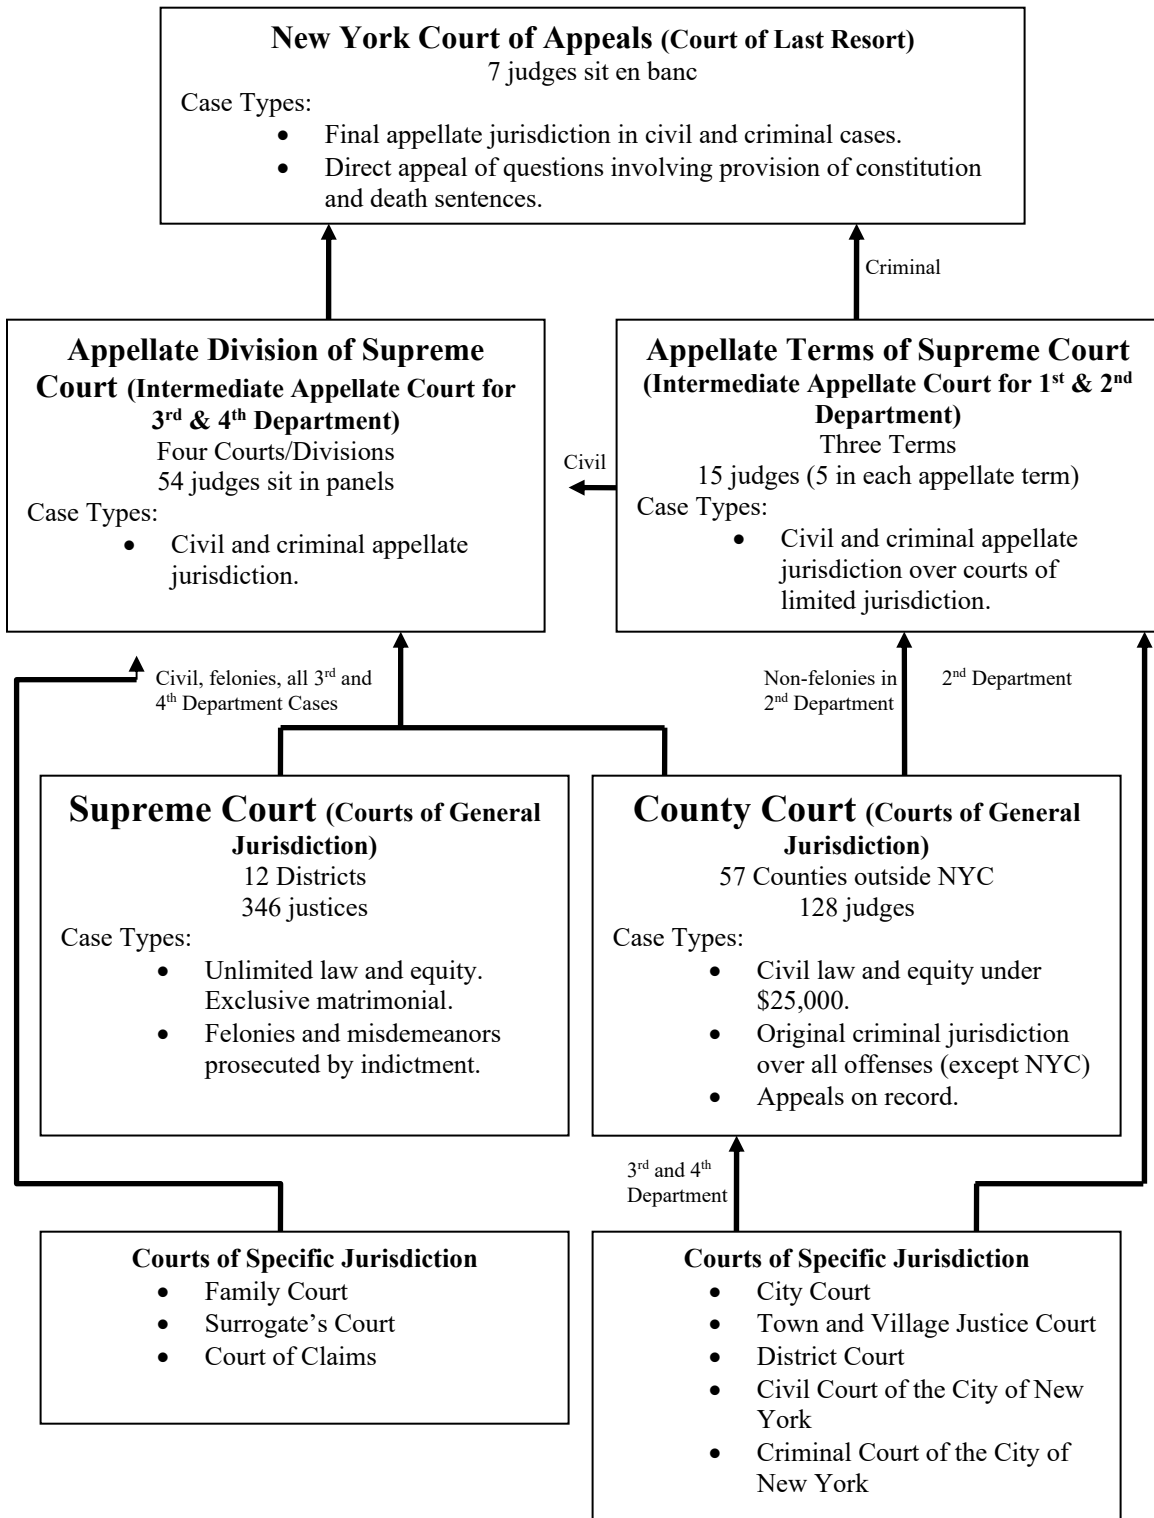 New York Court of Appeals (Court of Last Resort)
7 judges sit en banc
Case Types:
• Final appellate jurisdiction in civil and criminal cases.
• Direct appeal of questions involving provision of constitution
and death sentences.
Criminal
Appellate Division of Supreme
Court (Intermediate Appellate Court for
3rd & 4th Department)
Four Courts/Divisions
54 judges sit in panels
Case Types:
• Civil and criminal appellate
jurisdiction.
Civil
Appellate Terms of Supreme Court
(Intermediate Appellate Court for 1st & 2nd
Department)
Three Terms
15 judges (5 in each appellate term)
Case Types:
• Civil and criminal appellate
jurisdiction over courts of
limited jurisdiction.
Civil, felonies, all 3rd and
4th Department Cases
Non-felonies in
2nd Department
2nd Department
Supreme Court (Courts of General
Jurisdiction)
12 Districts
346 justices
Case Types:
• Unlimited law and equity.
Exclusive matrimonial.
• Felonies and misdemeanors
prosecuted by indictment.
County Court (Courts of General
Jurisdiction)
57 Counties outside NYC
128 judges
Case Types:
• Civil law and equity under
$25,000.
• Original criminal jurisdiction
over all offenses (except NYC)
• Appeals on record.
3rd and 4th
Department
Courts of Specific Jurisdiction
• Family Court
• Surrogate’s Court
• Court of Claims
Courts of Specific Jurisdiction
• City Court
• Town and Village Justice Court
• District Court
• Civil Court of the City of New
York
• Criminal Court of the City of
New York